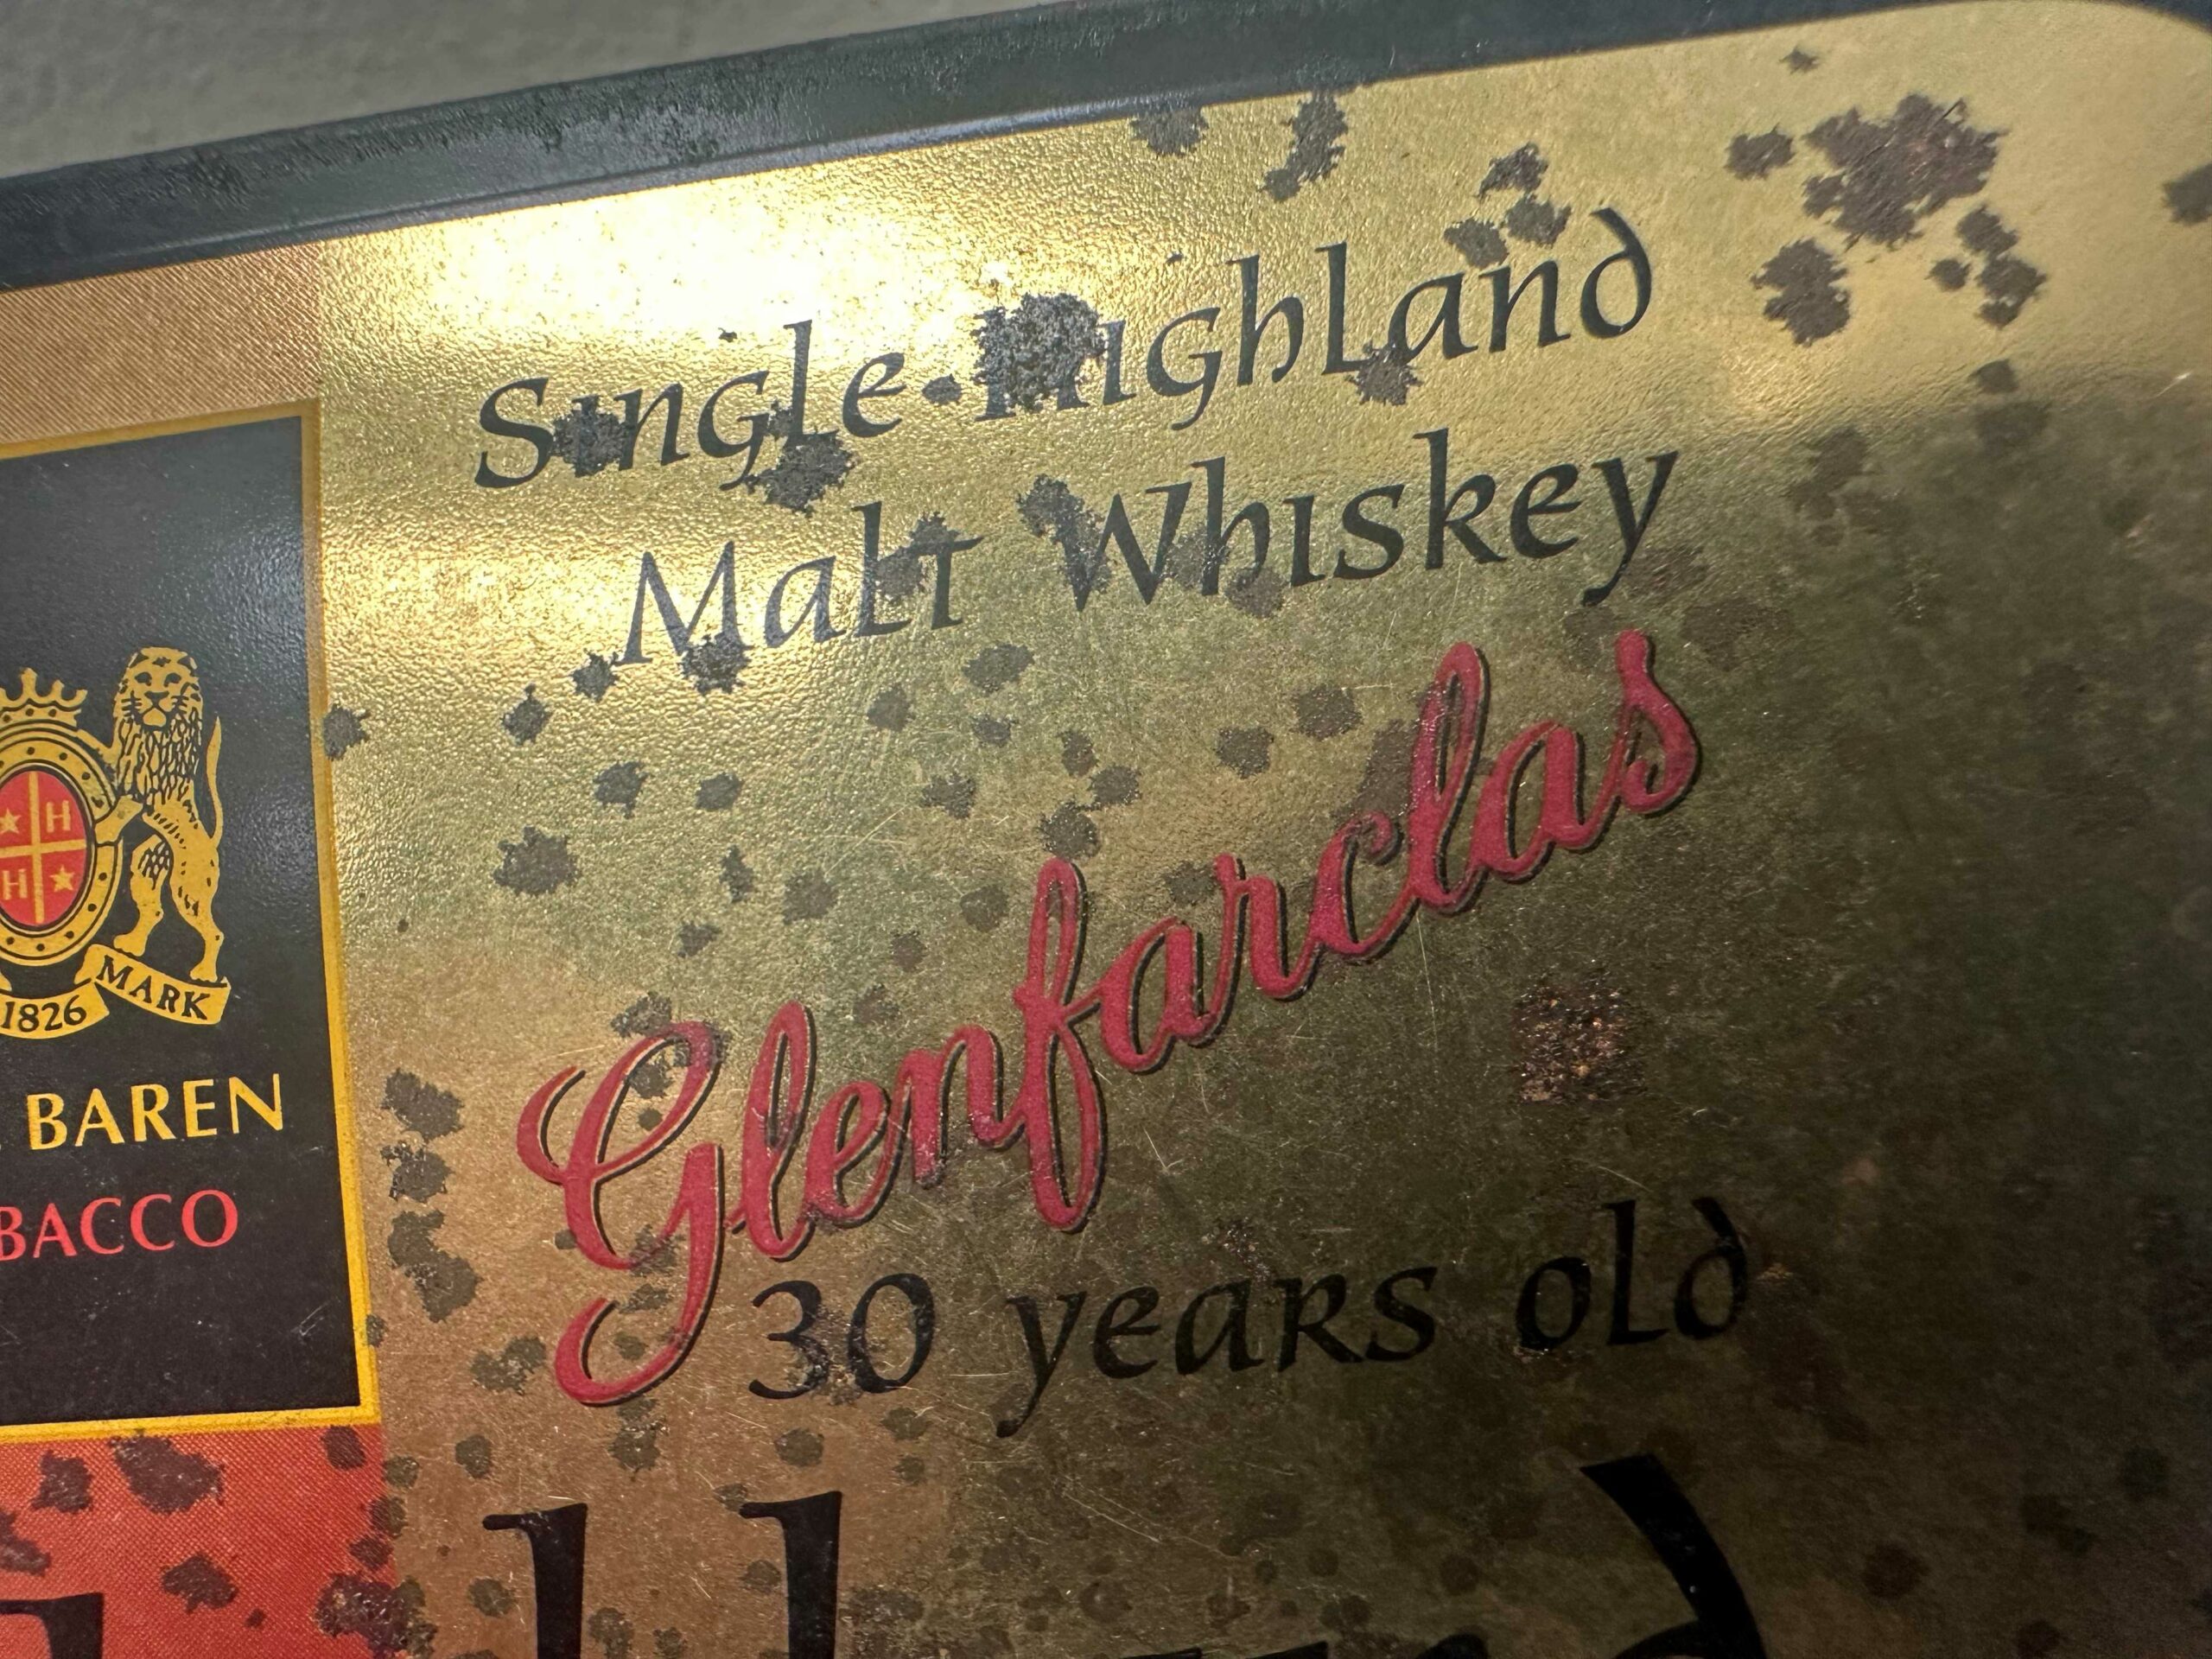 Single-Highland
Malt Whiskey
Glenfarclas
30 years old
H
H
1826 MARK
BAREN
BACCO